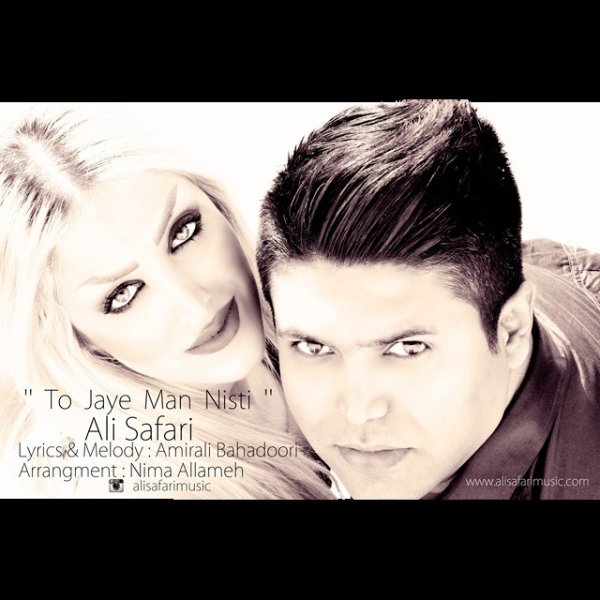 " To Jaye Man Nisti "
Ali Safari
Lyrics & Melody : Amirali Bahadoori
Arrangment : Nima Allameh
alisafarimusic
www.alisafarimusic.com